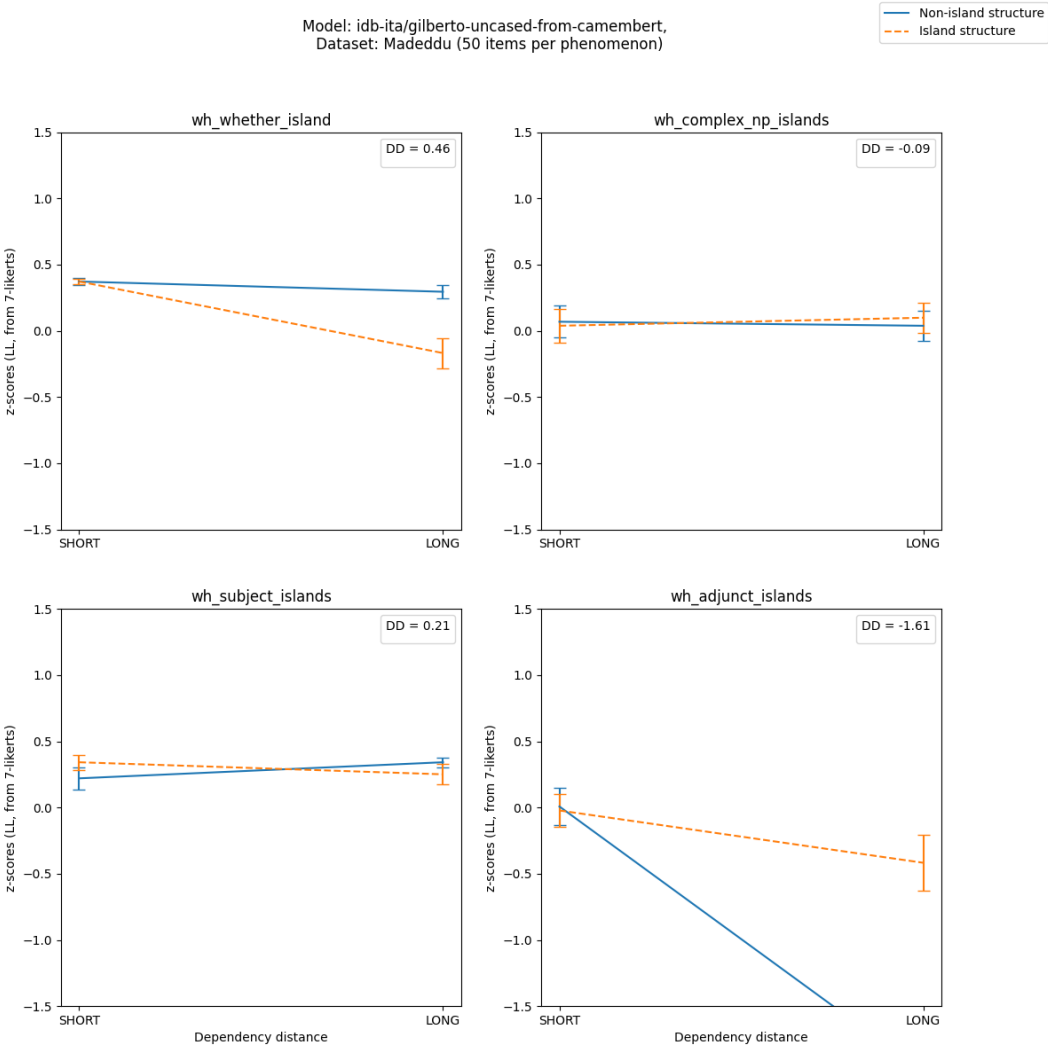 Model: idb-ita/gilberto-uncased-from-camembert,
Dataset: Madeddu (50 items per phenomenon)
Non-island structure
Island structure
wh_whether_island
DD = 0.46
z-scores (LL, from 7-likerts)
1.5
1.0
0.5
0.0
−0.5
−1.0
−1.5
SHORT
LONG
wh_complex_np_islands
DD = -0.09
z-scores (LL, from 7-likerts)
1.5
1.0
0.5
0.0
−0.5
−1.0
−1.5
SHORT
LONG
wh_subject_islands
DD = 0.21
z-scores (LL, from 7-likerts)
1.5
1.0
0.5
0.0
−0.5
−1.0
−1.5
SHORT
LONG
Dependency distance
wh_adjunct_islands
DD = -1.61
z-scores (LL, from 7-likerts)
1.5
1.0
0.5
0.0
−0.5
−1.0
−1.5
SHORT
LONG
Dependency distance